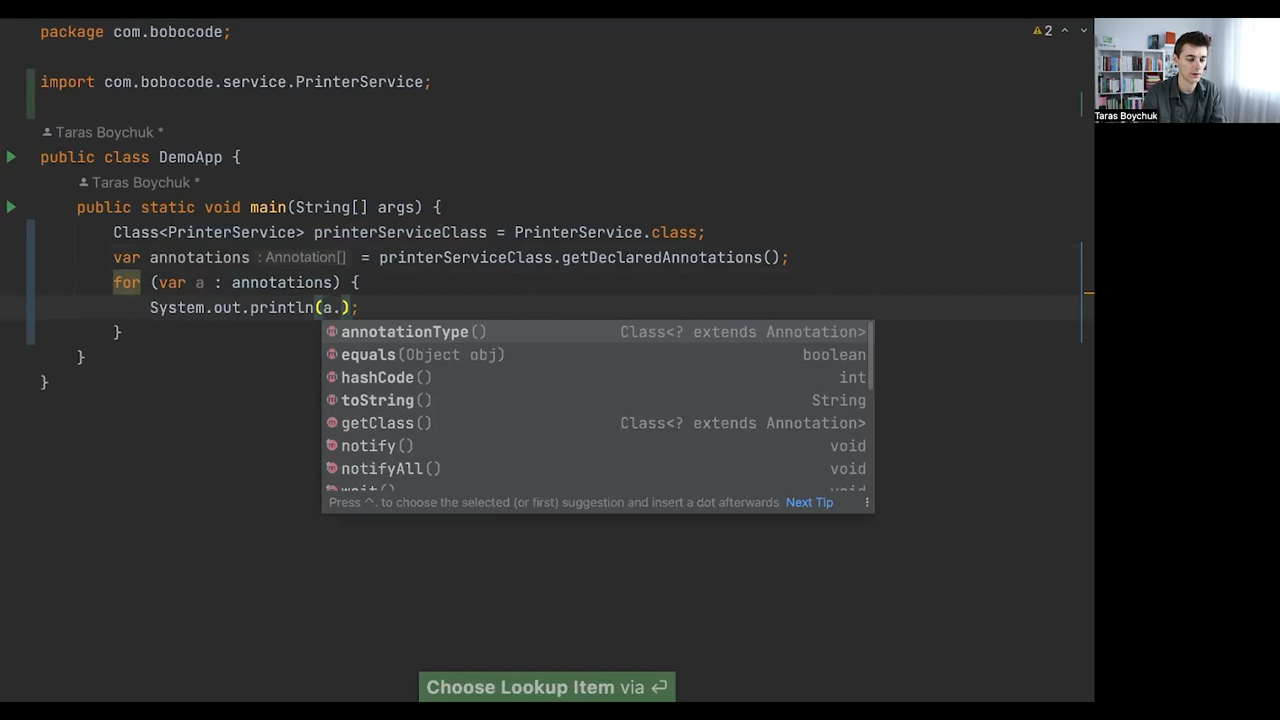 package com.bobocode;
2
import com.bobocode.service.PrinterService;
Taras Boychuk *
public class DemoApp {
Taras Boychuk *
public static void main(String[] args) {
Class<PrinterService> printerServiceClass = PrinterService.class;
var annotations : Annotation[] = printerServiceClass.getDeclaredAnnotations();
for (var a : annotations) {
System.out.println(a.);
}
}
}
annotationType() Class<? extends Annotation>
equals(Object obj) boolean
hashCode() int
toString() String
getClass() Class<? extends Annotation>
notify() void
notifyAll() void
wait() void
Press ^. to choose the selected (or first) suggestion and insert a dot afterwards Next Tip
Choose Lookup Item via ⏎
Taras Boychuk